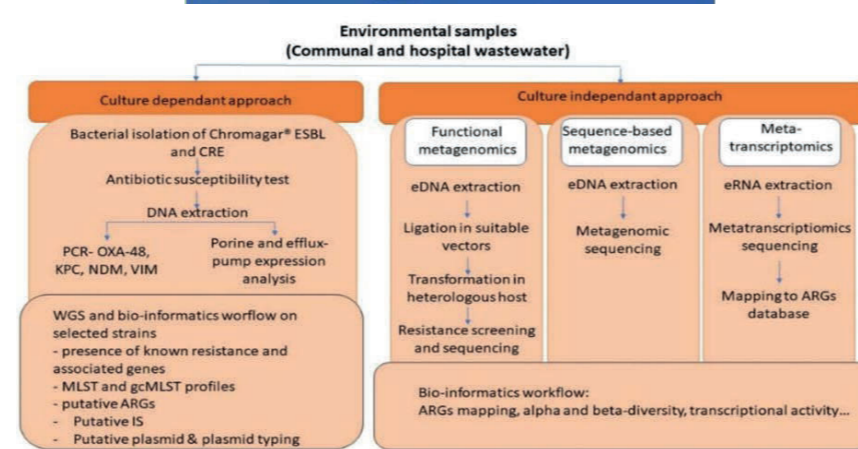 Environmental samples
(Communal and hospital wastewater)
Culture dependant approach
Bacterial isolation of Chromagar® ESBL
and CRE
Antibiotic susceptibility test
DNA extraction
PCR- OXA-48,
KPC, NDM, VIM
Porine and efflux-
pump expression
analysis
WGS and bio-informatics worflow on
selected strains
- presence of known resistance and
associated genes
- MLST and gcMLST profiles
- putative ARGs
- Putative IS
- Putative plasmid & plasmid typing
Culture independant approach
Functional
metagenomics
eDNA extraction
Ligation in suitable
vectors
Transformation in
heterologous host
Resistance screening
and sequencing
Sequence-based
metagenomics
eDNA extraction
Metagenomic
sequencing
Meta-
transcriptomics
eRNA extraction
Metatranscriptiomics
sequencing
Mapping to ARGs
database
Bio-informatics workflow:
ARGs mapping, alpha and beta-diversity, transcriptional activity...